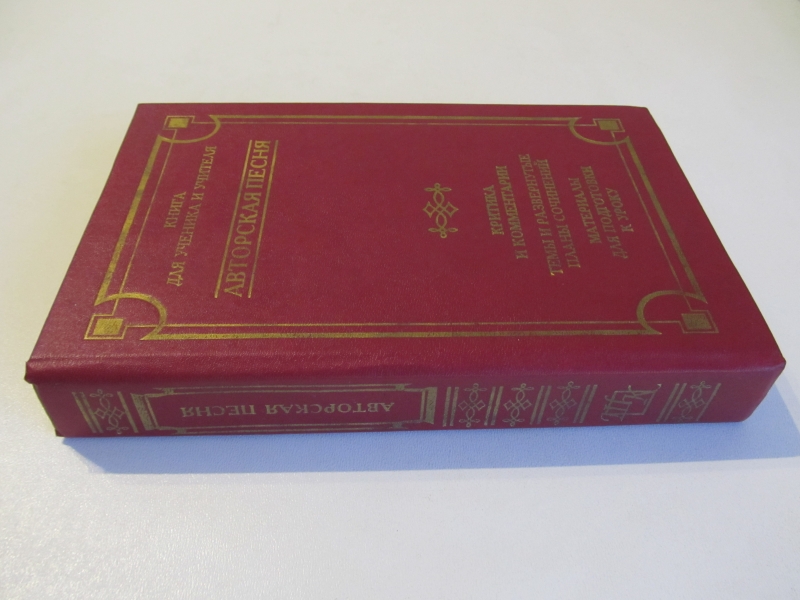 КНИГА
ДЛЯ УЧЕНИКА И УЧИТЕЛЯ
АВТОРСКАЯ ПЕСНЯ
КРИТИКА
И КОММЕНТАРИИ
ТЕМЫ И РАЗВЕРНУТЫЕ
ПЛАНЫ СОЧИНЕНИЙ
МАТЕРИАЛЫ
ДЛЯ ПОДГОТОВКИ
К УРОКУ
АВТОРСКАЯ ПЕСНЯ